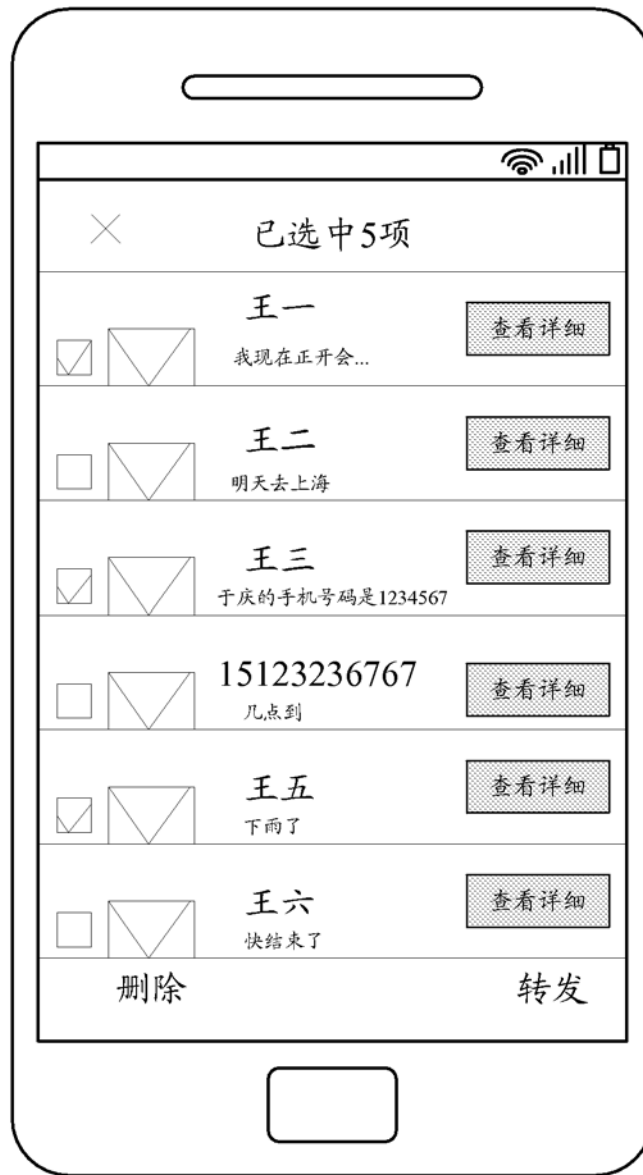 已选中5项
王一
查看详细
我现在正开会...
王二
查看详细
明天去上海
王三
查看详细
于庆的手机号码是1234567
15123236767
查看详细
几点到
王五
查看详细
下雨了
王六
查看详细
快结束了
删除
转发